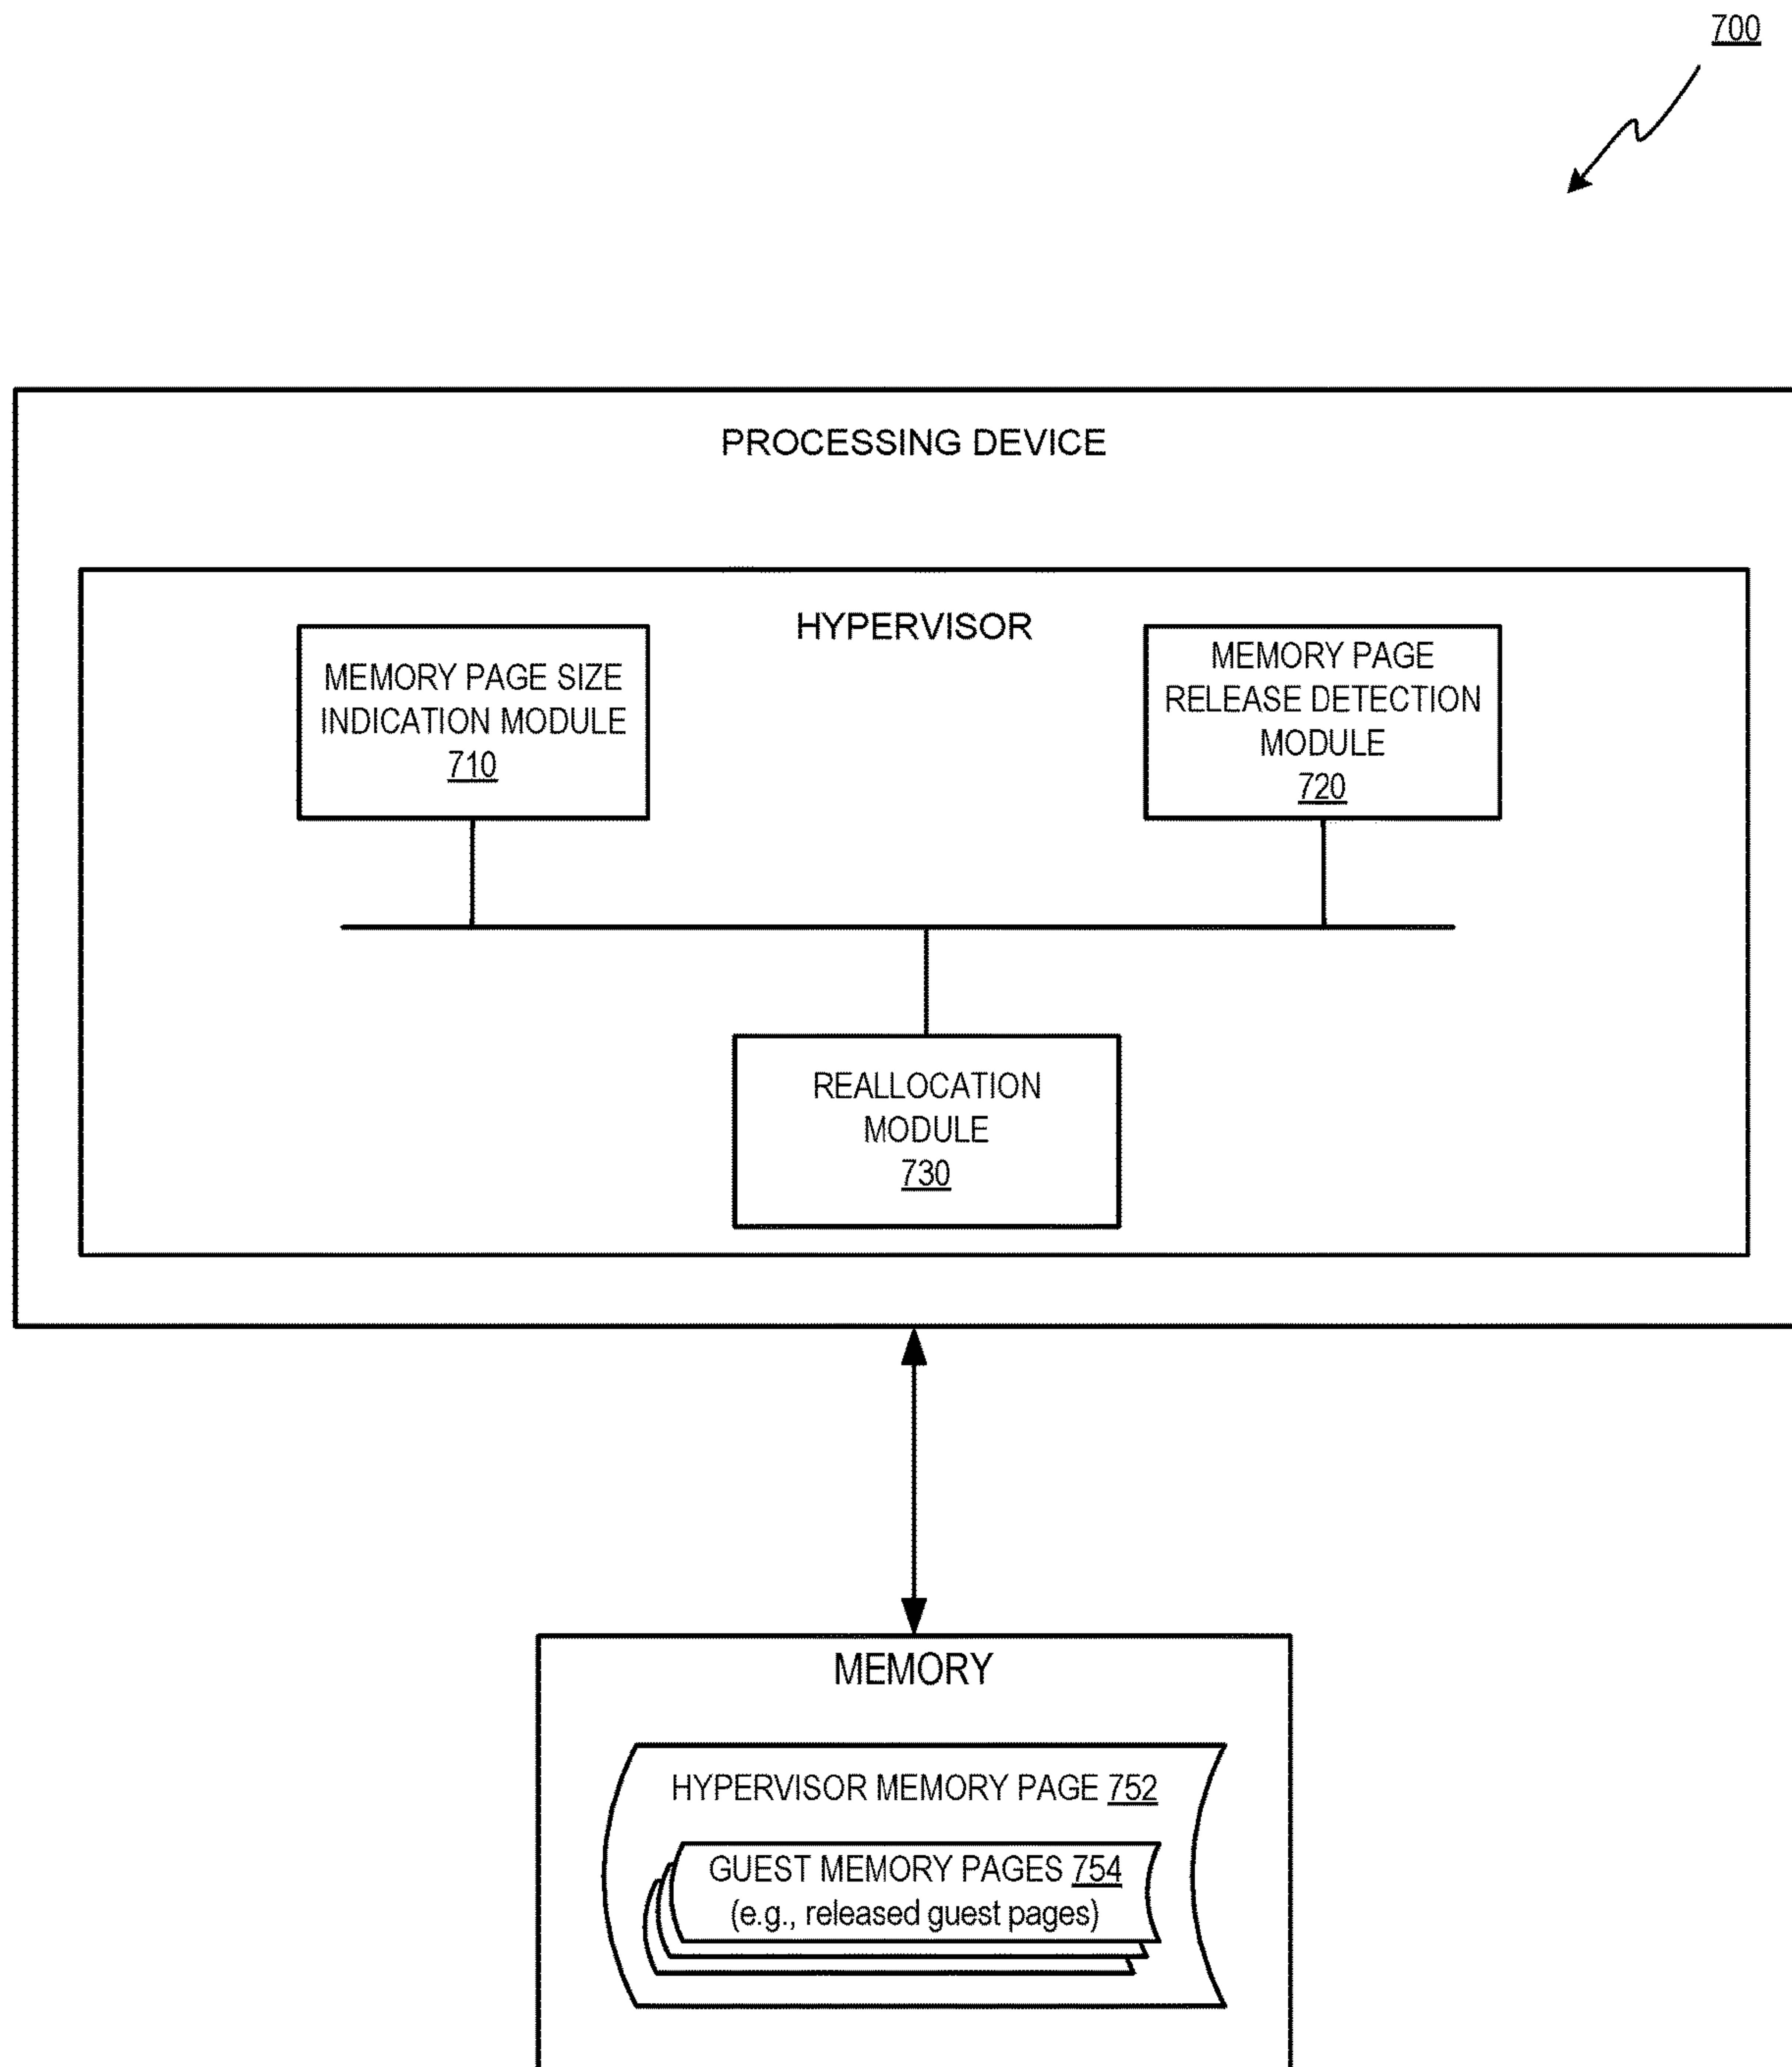 700
PROCESSING DEVICE
HYPERVISOR
MEMORY PAGE SIZE
INDICATION MODULE
710
MEMORY PAGE
RELEASE DETECTION
MODULE
720
REALLOCATION
MODULE
730
MEMORY
HYPERVISOR MEMORY PAGE 752
GUEST MEMORY PAGES 754
(e.g., released guest pages)